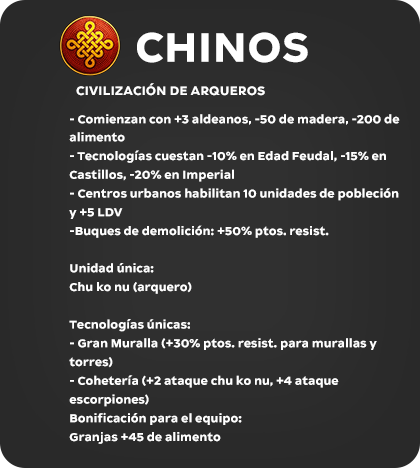 CHINOS
CIVILIZACIÓN DE ARQUEROS
- Comienzan con +3 aldeanos, -50 de madera, -200 de
alimento
- Tecnologías cuestan -10% en Edad Feudal, -15% en
Castillos, -20% en Imperial
- Centros urbanos habilitan 10 unidades de pobleción
y +5 LDV
-Buques de demolición: +50% ptos. resist.
Unidad única:
Chu ko nu (arquero)
Tecnologías únicas:
- Gran Muralla (+30% ptos. resist. para murallas y
torres)
- Cohetería (+2 ataque chu ko nu, +4 ataque
escorpiones)
Bonificación para el equipo:
Granjas +45 de alimento